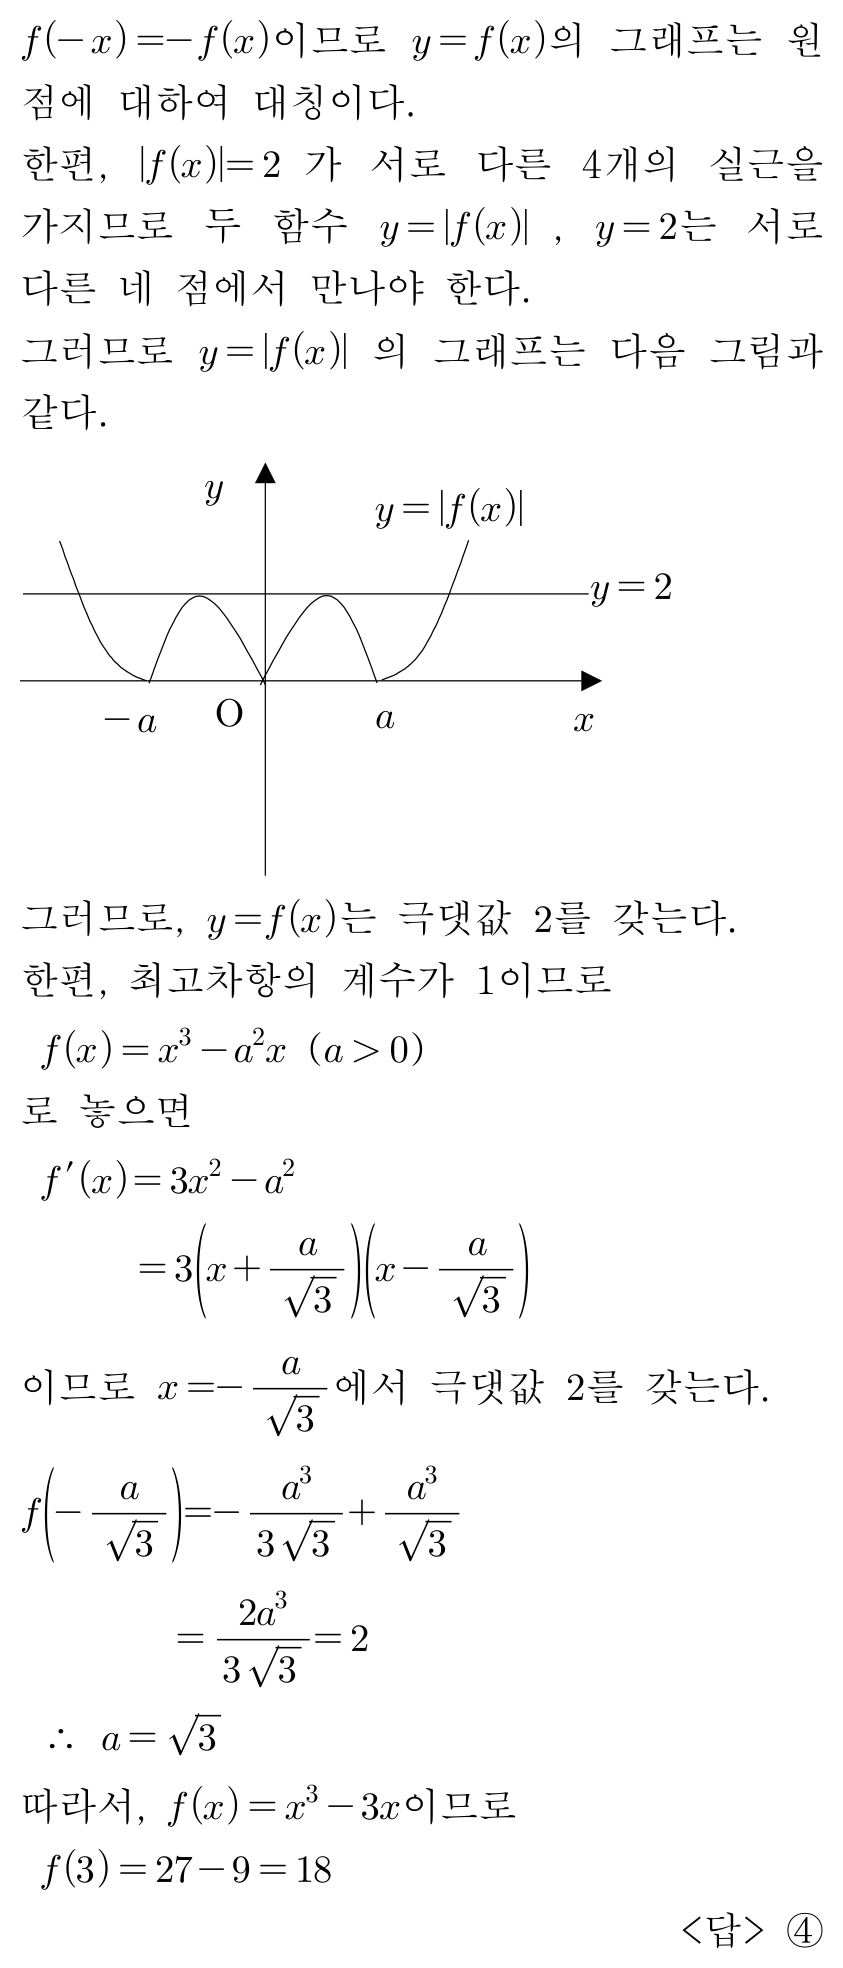 f(−x)=−f(x)이므로 y=f(x)의 그래프는 원
점에 대하여 대칭이다.
한편, |f(x)|=2 가 서로 다른 4개의 실근을
가지므로 두 함수 y=|f(x)| , y=2는 서로
다른 네 점에서 만나야 한다.
그러므로 y=|f(x)| 의 그래프는 다음 그림과
같다.
y
y=|f(x)|
y=2
−a O a x
그러므로, y=f(x)는 극댓값 2를 갖는다.
한편, 최고차항의 계수가 1이므로
f(x)=x³−a²x (a>0)
로 놓으면
f′(x)=3x²−a²
=3(x+a/√3)(x−a/√3)
이므로 x=−a/√3에서 극댓값 2를 갖는다.
f(−a/√3)=−a³/3√3+a³/√3
=2a³/3√3=2
∴ a=√3
따라서, f(x)=x³−3x이므로
f(3)=27−9=18
<답> ④